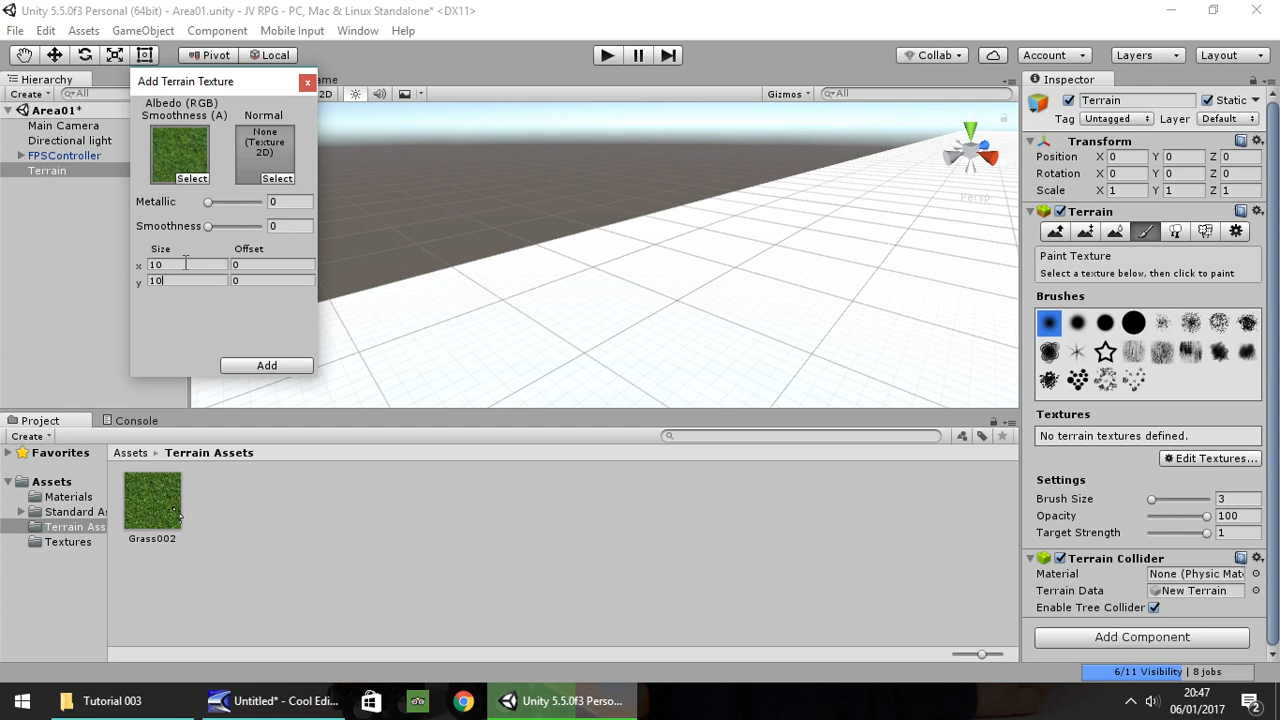 Unity 5.5.0f3 Personal (64bit) - Area01.unity - JV RPG - PC, Mac & Linux Standalone* <DX11>
File Edit Assets GameObject Component Mobile Input Window Help
Pivot Local Collab Account Layers Layout
Hierarchy
Create All
Area01*
Main Camera
Directional light
FPSController
Terrain
Add Terrain Texture
Albedo (RGB)
Smoothness (A) Normal
None
(Texture
2D)
Select Select
Metallic 0
Smoothness 0
Size Offset
x 10 0
y 10 0
Add
2D Gizmos All
Persp
Inspector
Terrain Static
Tag Untagged Layer Default
Transform
Position X 0 Y 0 Z 0
Rotation X 0 Y 0 Z 0
Scale X 1 Y 1 Z 1
Terrain
Paint Texture
Select a texture below, then click to paint
Brushes
Textures
No terrain textures defined.
Edit Textures...
Settings
Brush Size 3
Opacity 100
Target Strength 1
Terrain Collider
Material None (Physic Mat
Terrain Data New Terrain
Enable Tree Collider
Add Component
Project Console
Create
Favorites
Assets
Materials
Standard As
Terrain Ass
Textures
Assets Terrain Assets
Grass002
6/11 Visibility | 8 jobs
Tutorial 003 Untitled* - Cool Edi... Unity 5.5.0f3 Perso...
20:47
06/01/2017
2